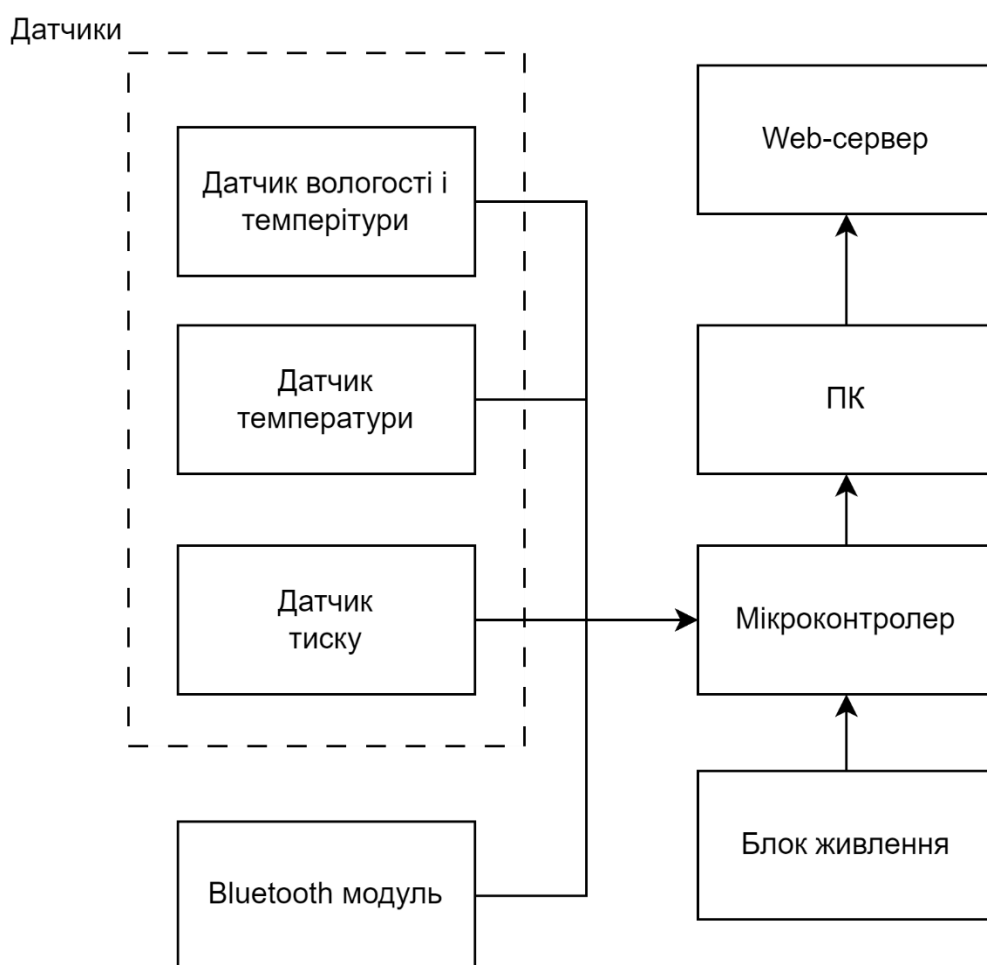 Датчики
Датчик вологості і
темперітури
Датчик
температури
Датчик
тиску
Bluetooth модуль
Web-сервер
ПК
Мікроконтролер
Блок живлення